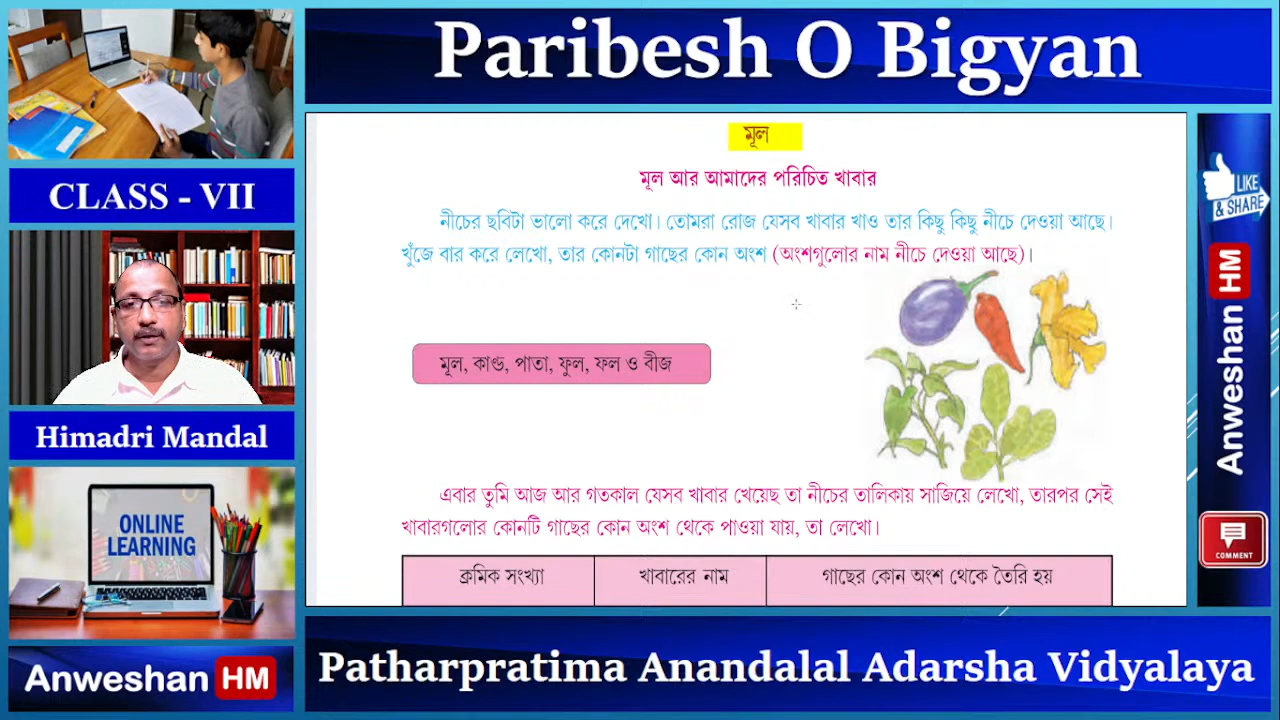 Paribesh O Bigyan
CLASS - VII
Himadri Mandal
ONLINE
LEARNING
Anweshan HM
মূল
মূল আর আমাদের পরিচিত খাবার
নীচের ছবিটা ভালো করে দেখো। তোমরা রোজ যেসব খাবার খাও তার কিছু কিছু নীচে দেওয়া আছে।
খুঁজে বার করে লেখো, তার কোনটা গাছের কোন অংশ (অংশগুলোর নাম নীচে দেওয়া আছে)।
মূল, কাণ্ড, পাতা, ফুল, ফল ও বীজ
এবার তুমি আজ আর গতকাল যেসব খাবার খেয়েছ তা নীচের তালিকায় সাজিয়ে লেখো, তারপর সেই
খাবারগলোর কোনটি গাছের কোন অংশ থেকে পাওয়া যায়, তা লেখো।
ক্রমিক সংখ্যা খাবারের নাম গাছের কোন অংশ থেকে তৈরি হয়
LIKE
& SHARE
Anweshan HM
COMMENT
Patharpratima Anandalal Adarsha Vidyalaya